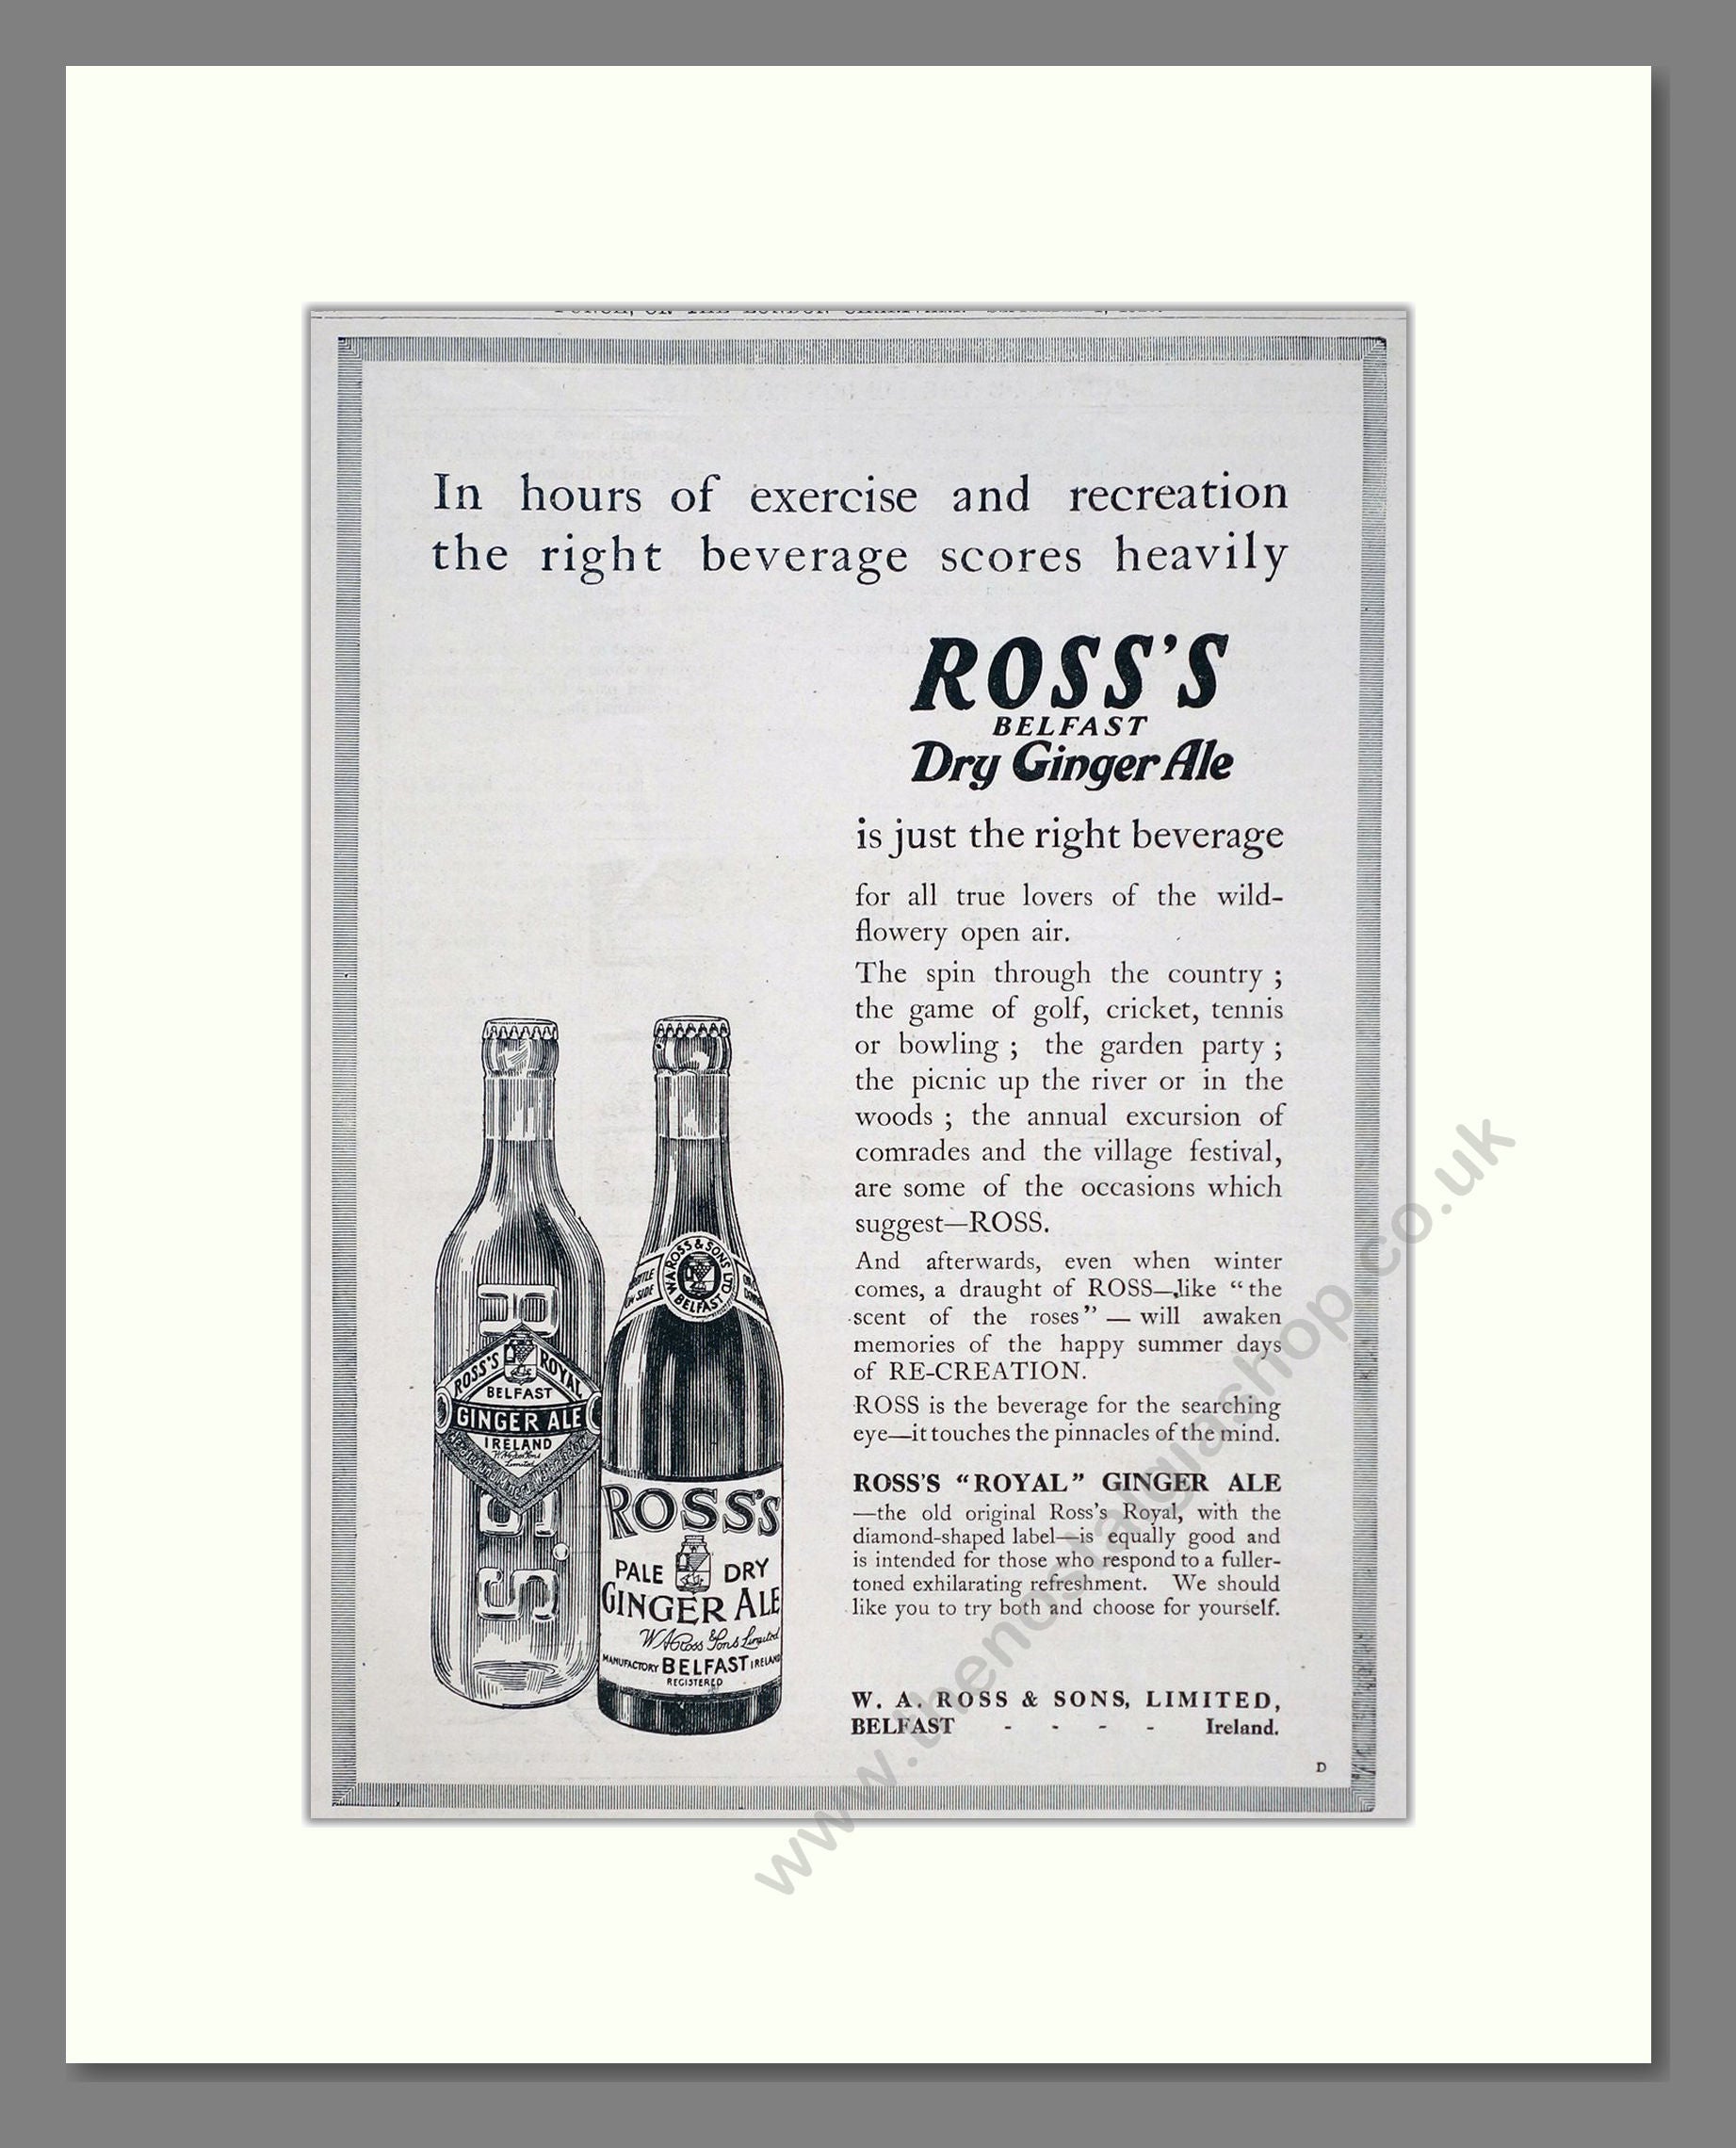 In hours of exercise and recreation
the right beverage scores heavily
ROSS'S
BELFAST
Dry Ginger Ale
is just the right beverage
for all true lovers of the wild-
flowery open air.
The spin through the country ;
the game of golf, cricket, tennis
or bowling ; the garden party ;
the picnic up the river or in the
woods ; the annual excursion of
comrades and the village festival,
are some of the occasions which
suggest—ROSS.
And afterwards, even when winter
comes, a draught of ROSS—like “the
scent of the roses” — will awaken
memories of the happy summer days
of RE-CREATION.
ROSS is the beverage for the searching
eye—it touches the pinnacles of the mind.
ROSS'S “ROYAL” GINGER ALE
—the old original Ross's Royal, with the
diamond-shaped label—is equally good and
is intended for those who respond to a fuller-
toned exhilarating refreshment. We should
like you to try both and choose for yourself.
W. A. ROSS & SONS, LIMITED,
BELFAST - - - - Ireland.
D
ROSS'S ROYAL
BELFAST
GINGER ALE
IRELAND
W.A. ROSS & SONS LTD
BELFAST
ROSS'S
PALE DRY
GINGER ALE
W A Ross & Sons Limited
MANUFACTORY BELFAST IRELAND
REGISTERED
www.thenostalgiashop.co.uk